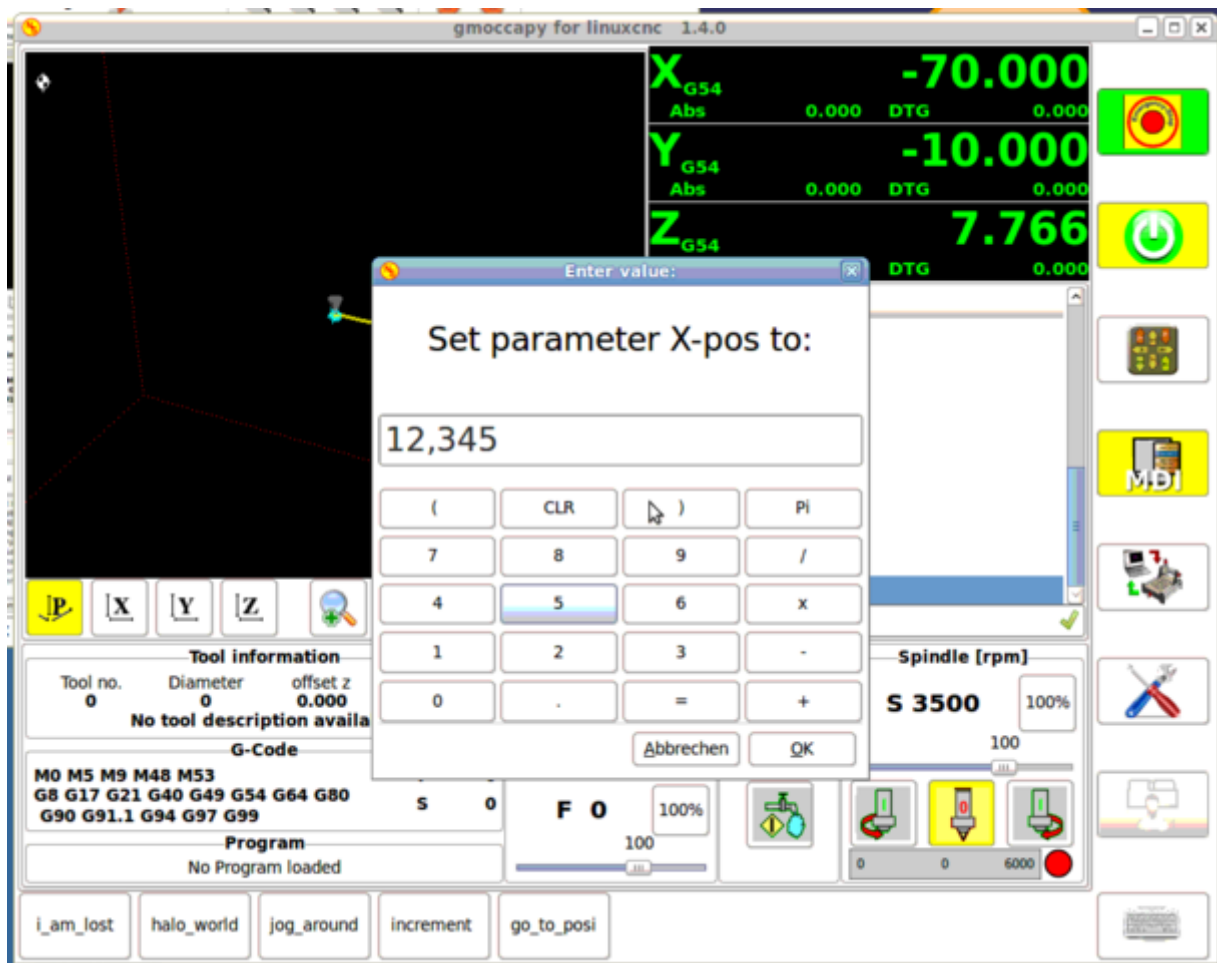 gmoccapy for linuxcnc 1.4.0
X G54 -70.000
Abs 0.000 DTG 0.000
Y G54 -10.000
Abs 0.000 DTG 0.000
Z G54 7.766
DTG 0.000
Enter value:
Set parameter X-pos to:
12,345
( CLR ) Pi
7 8 9 /
4 5 6 x
1 2 3 -
0 . = +
Abbrechen OK
MDI
P X Y Z
Tool information
Tool no. Diameter offset z
0 0 0.000
No tool description availa
G-Code
M0 M5 M9 M48 M53
G8 G17 G21 G40 G49 G54 G64 G80
G90 G91.1 G94 G97 G99
S 0
Program
No Program loaded
F 0 100%
100
Spindle [rpm]
S 3500 100%
100
1 0 1
0 0 6000
i_am_lost halo_world jog_around increment go_to_posi